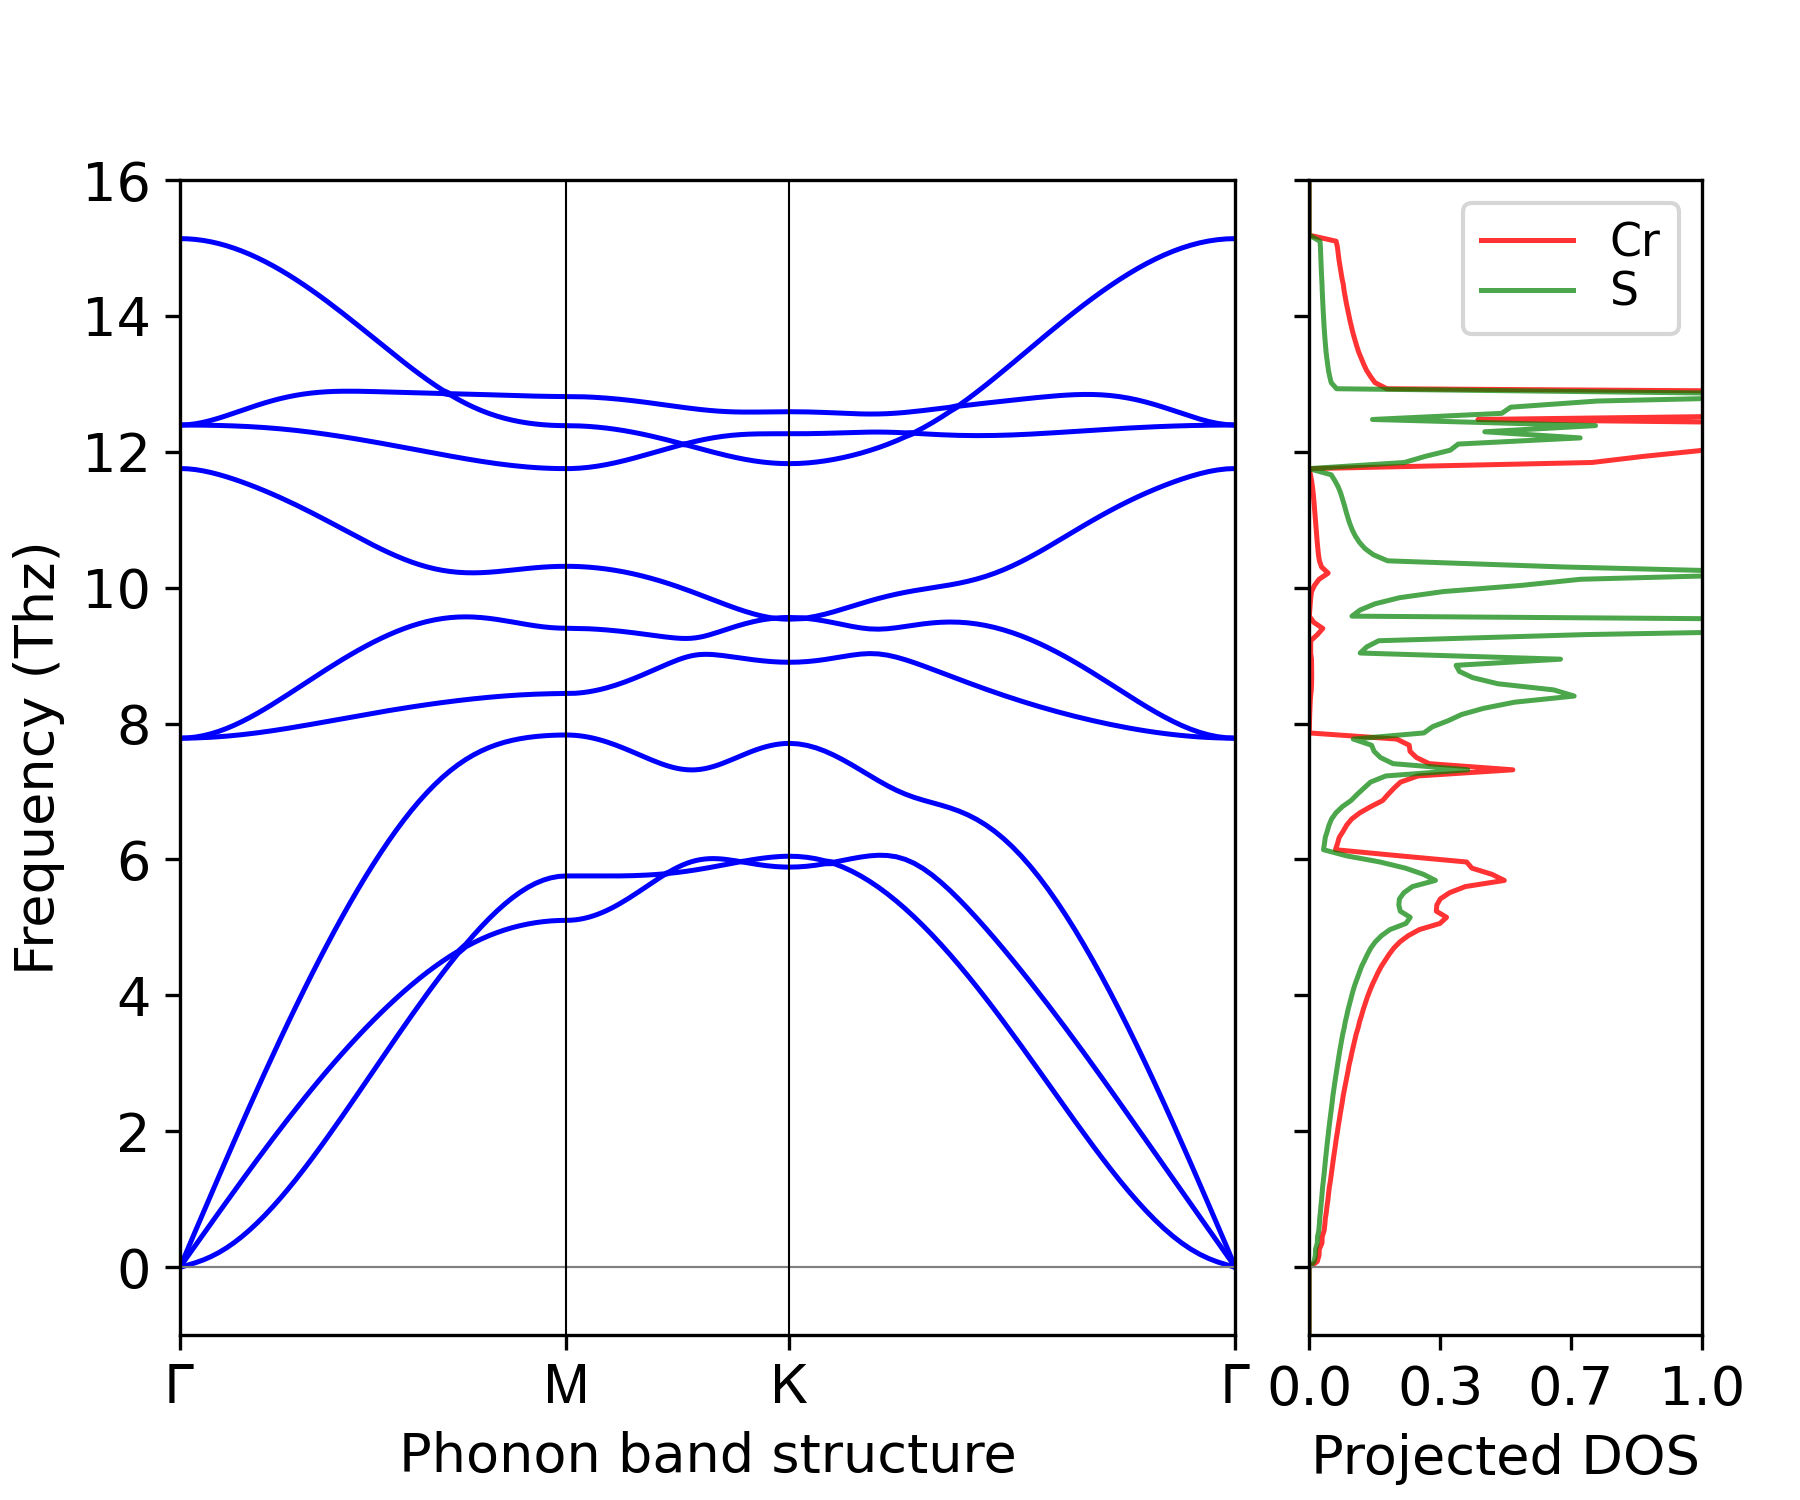 16
14
12
10
8
6
4
2
0
Frequency (Thz)
Γ M K Γ
Phonon band structure
Cr
S
0.0 0.3 0.7 1.0
Projected DOS